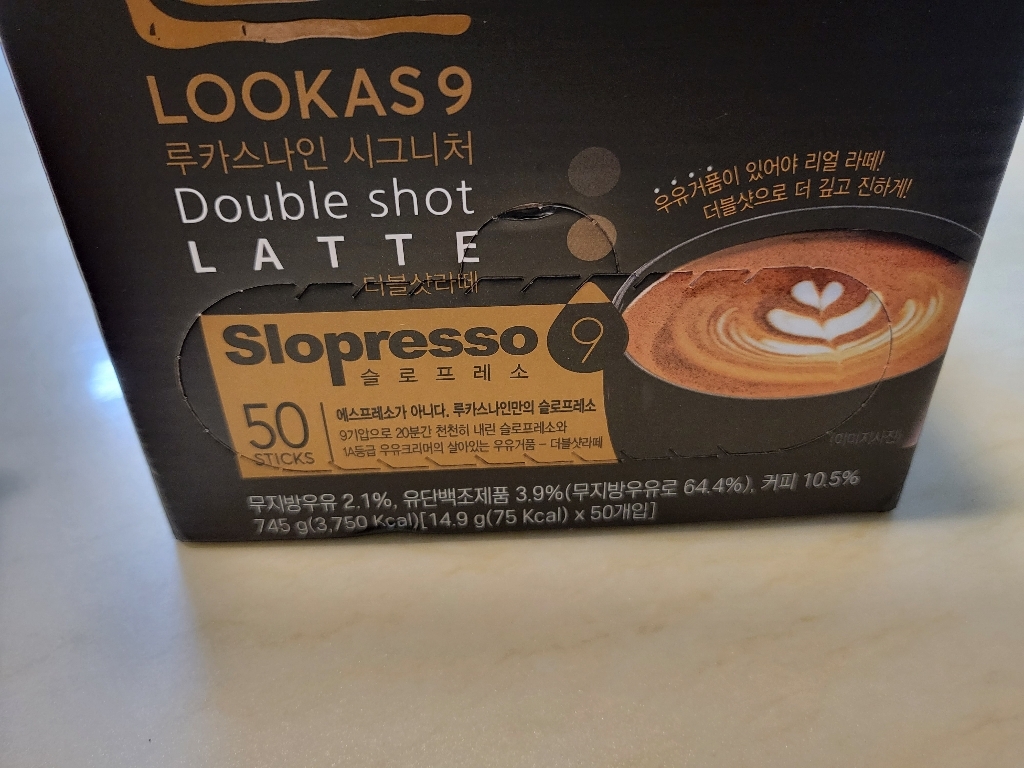 LOOKAS9
루카스나인 시그니처
Double shot
LATTE
더블샷라떼
우유거품이 있어야 리얼 라떼!
더블샷으로 더 깊고 진하게!
Slopresso 9
슬로프레소
50
STICKS
에스프레소가 아니다. 루카스나인만의 슬로프레소
9기압으로 20분간 천천히 내린 슬로프레소와
1A등급 우유크리머의 살아있는 우유거품 – 더블샷라떼
(이미지사진)
무지방우유 2.1%, 유단백조제품 3.9%(무지방우유로 64.4%), 커피 10.5%
745 g(3,750 Kcal)[14.9 g(75 Kcal) x 50개입]